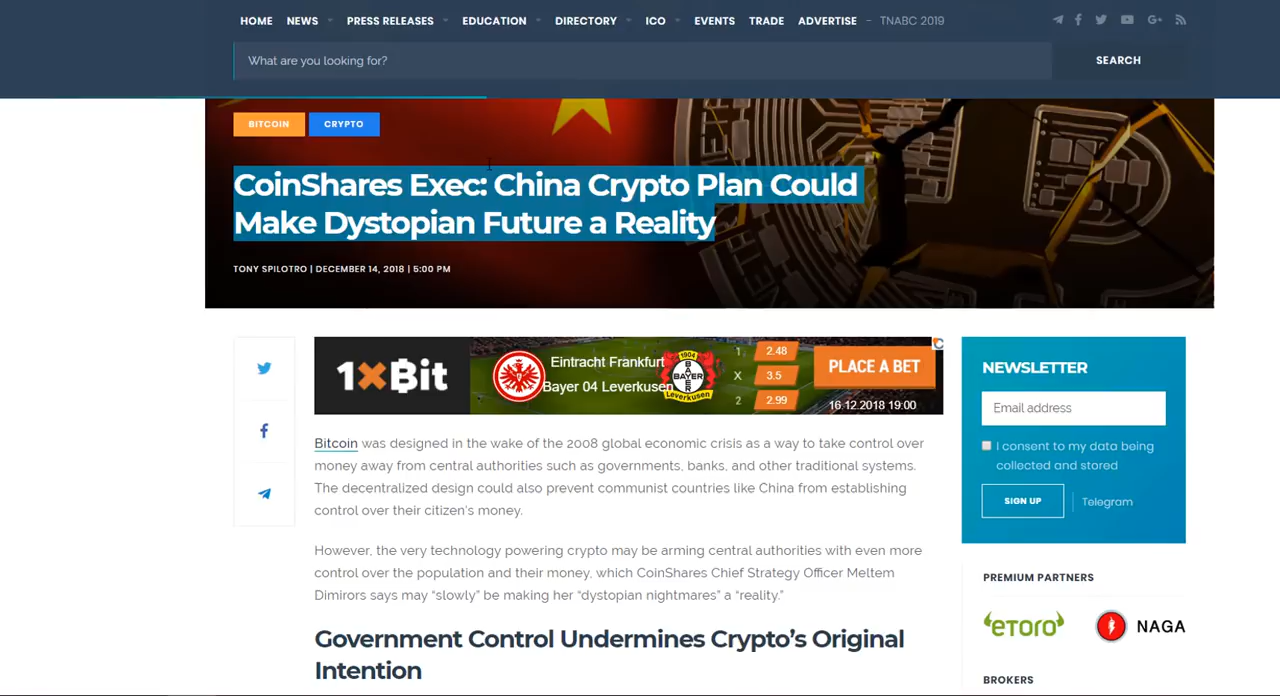 HOME NEWS PRESS RELEASES EDUCATION DIRECTORY ICO EVENTS TRADE ADVERTISE – TNABC 2019
What are you looking for? SEARCH
BITCOIN CRYPTO
CoinShares Exec: China Crypto Plan Could
Make Dystopian Future a Reality
TONY SPILOTRO | DECEMBER 14, 2018 | 5:00 PM
1xBit
Eintracht Frankfurt
Bayer 04 Leverkusen
1904
BAYER
BAYER
Leverkusen
1 2.48
X 3.5
2 2.99
PLACE A BET
16.12.2018 19:00
Bitcoin was designed in the wake of the 2008 global economic crisis as a way to take control over
money away from central authorities such as governments, banks, and other traditional systems.
The decentralized design could also prevent communist countries like China from establishing
control over their citizen's money.
However, the very technology powering crypto may be arming central authorities with even more
control over the population and their money, which CoinShares Chief Strategy Officer Meltem
Dimirors says may “slowly” be making her “dystopian nightmares” a “reality.”
Government Control Undermines Crypto’s Original
Intention
NEWSLETTER
Email address
I consent to my data being
collected and stored
SIGN UP Telegram
PREMIUM PARTNERS
eToro NAGA
BROKERS